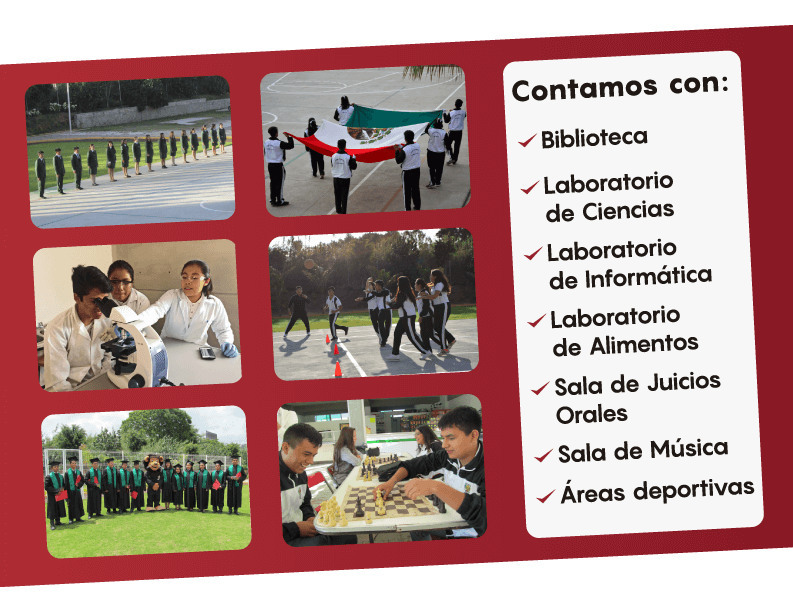 Contamos con:
Biblioteca
Laboratorio
de Ciencias
Laboratorio
de Informática
Laboratorio
de Alimentos
Sala de Juicios
Orales
Sala de Música
Áreas deportivas